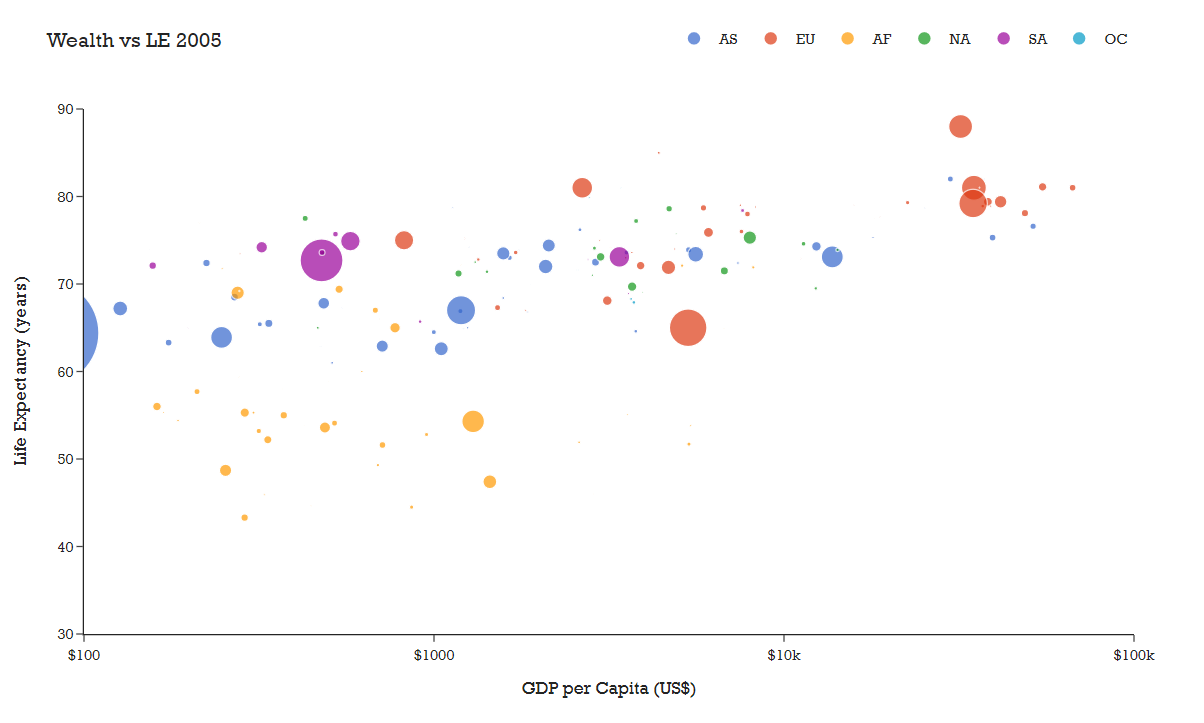 Wealth vs LE 2005
AS EU AF NA SA OC
90
80
70
60
50
40
30
Life Expectancy (years)
$100 $1000 $10k $100k
GDP per Capita (US$)